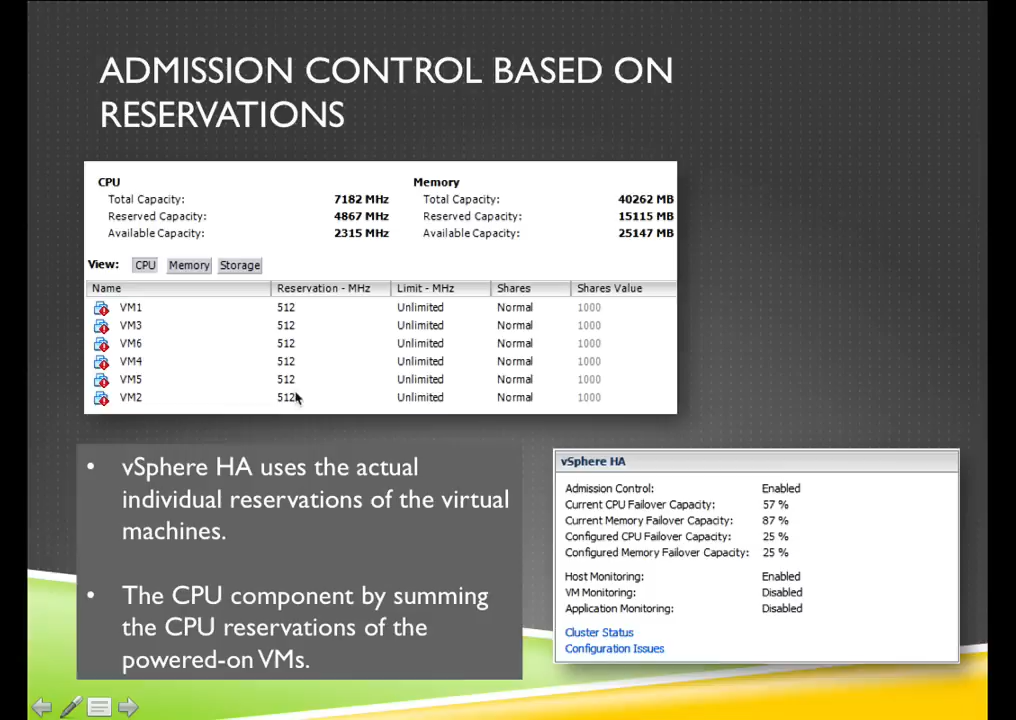 ADMISSION CONTROL BASED ON
RESERVATIONS
CPU Memory
Total Capacity: 7182 MHz Total Capacity: 40262 MB
Reserved Capacity: 4867 MHz Reserved Capacity: 15115 MB
Available Capacity: 2315 MHz Available Capacity: 25147 MB
View: CPU Memory Storage
Name Reservation - MHz Limit - MHz Shares Shares Value
VM1 512 Unlimited Normal 1000
VM3 512 Unlimited Normal 1000
VM6 512 Unlimited Normal 1000
VM4 512 Unlimited Normal 1000
VM5 512 Unlimited Normal 1000
VM2 512 Unlimited Normal 1000
• vSphere HA uses the actual
individual reservations of the virtual
machines.
• The CPU component by summing
the CPU reservations of the
powered-on VMs.
vSphere HA
Admission Control: Enabled
Current CPU Failover Capacity: 57 %
Current Memory Failover Capacity: 87 %
Configured CPU Failover Capacity: 25 %
Configured Memory Failover Capacity: 25 %
Host Monitoring: Enabled
VM Monitoring: Disabled
Application Monitoring: Disabled
Cluster Status
Configuration Issues